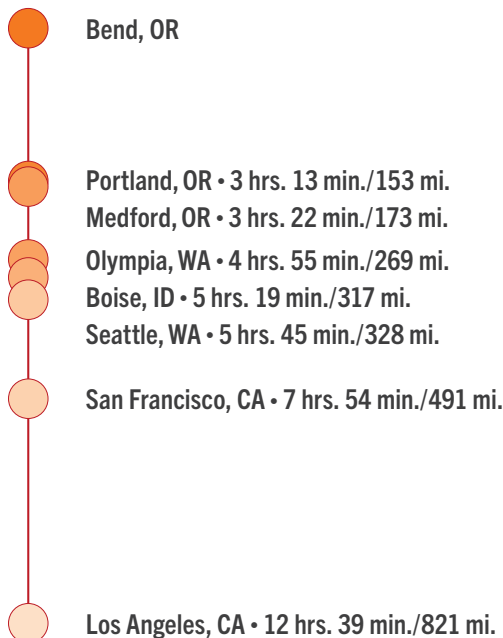 Bend, OR
Portland, OR • 3 hrs. 13 min./153 mi.
Medford, OR • 3 hrs. 22 min./173 mi.
Olympia, WA • 4 hrs. 55 min./269 mi.
Boise, ID • 5 hrs. 19 min./317 mi.
Seattle, WA • 5 hrs. 45 min./328 mi.
San Francisco, CA • 7 hrs. 54 min./491 mi.
Los Angeles, CA • 12 hrs. 39 min./821 mi.